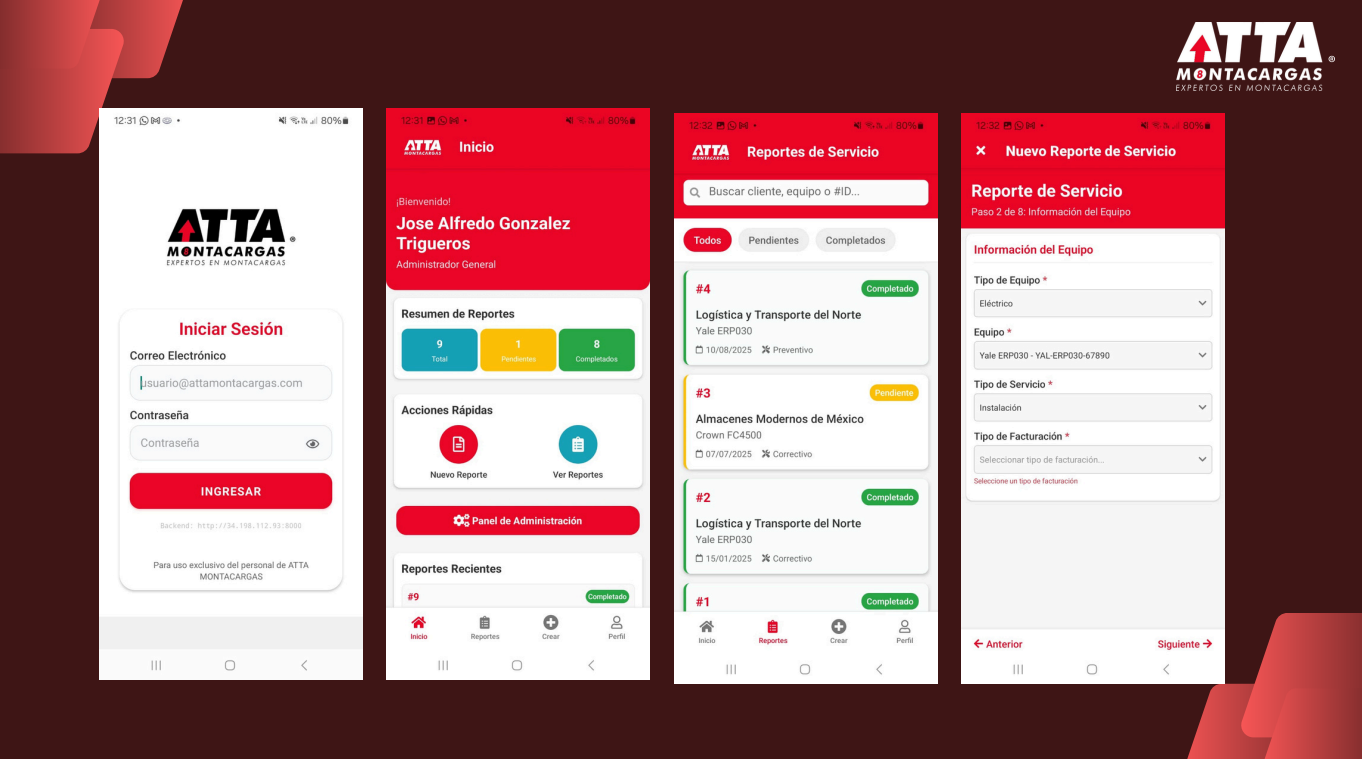 ATTA
MONTACARGAS
EXPERTOS EN MONTACARGAS
®
12:31
80%
ATTA
MONTACARGAS
EXPERTOS EN MONTACARGAS
®
Iniciar Sesión
Correo Electrónico
usuario@attamontacargas.com
Contraseña
Contraseña
INGRESAR
Backend: http://34.198.112.93:8000
Para uso exclusivo del personal de ATTA
MONTACARGAS
12:31
80%
ATTA
MONTACARGAS
Inicio
¡Bienvenido!
Jose Alfredo Gonzalez
Trigueros
Administrador General
Resumen de Reportes
9 1 8
Total Pendientes Completados
Acciones Rápidas
Nuevo Reporte Ver Reportes
Panel de Administración
Reportes Recientes
#9 Completado
Inicio Reportes Crear Perfil
12:32
80%
ATTA
MONTACARGAS
Reportes de Servicio
Buscar cliente, equipo o #ID...
Todos Pendientes Completados
#4 Completado
Logística y Transporte del Norte
Yale ERP030
10/08/2025 Preventivo
#3 Pendiente
Almacenes Modernos de México
Crown FC4500
07/07/2025 Correctivo
#2 Completado
Logística y Transporte del Norte
Yale ERP030
15/01/2025 Correctivo
#1 Completado
Inicio Reportes Crear Perfil
12:32
80%
× Nuevo Reporte de Servicio
Reporte de Servicio
Paso 2 de 8: Información del Equipo
Información del Equipo
Tipo de Equipo *
Eléctrico
Equipo *
Yale ERP030 - YAL-ERP030-67890
Tipo de Servicio *
Instalación
Tipo de Facturación *
Seleccionar tipo de facturación...
Seleccione un tipo de facturación
← Anterior Siguiente →